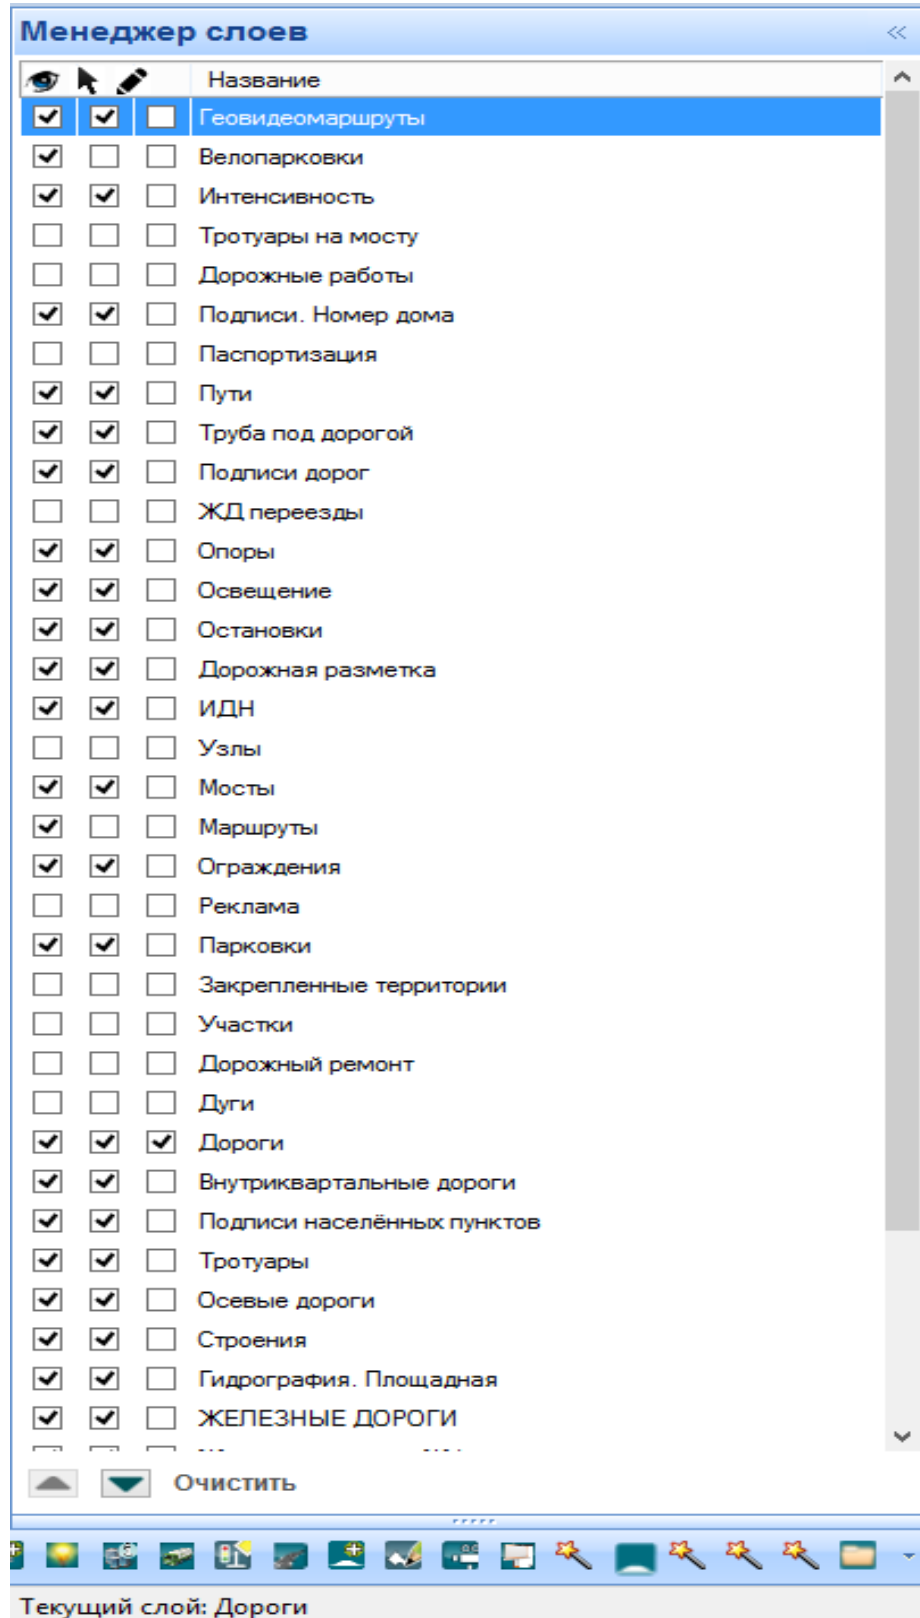 Менеджер слоев
Название
Геовидеомаршруты
Велопарковки
Интенсивность
Тротуары на мосту
Дорожные работы
Подписи. Номер дома
Паспортизация
Пути
Труба под дорогой
Подписи дорог
ЖД переезды
Опоры
Освещение
Остановки
Дорожная разметка
ИДН
Узлы
Мосты
Маршруты
Ограждения
Реклама
Парковки
Закрепленные территории
Участки
Дорожный ремонт
Дуги
Дороги
Внутриквартальные дороги
Подписи населённых пунктов
Тротуары
Осевые дороги
Строения
Гидрография. Площадная
ЖЕЛЕЗНЫЕ ДОРОГИ
Очистить
Текущий слой: Дороги